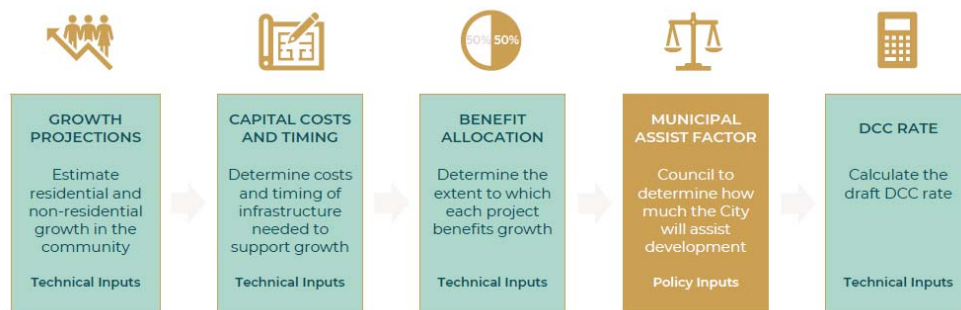 50% 50%
GROWTH
PROJECTIONS
Estimate
residential and
non-residential
growth in the
community
Technical Inputs
CAPITAL COSTS
AND TIMING
Determine costs
and timing of
infrastructure
needed to
support growth
Technical Inputs
BENEFIT
ALLOCATION
Determine the
extent to which
each project
benefits growth
Technical Inputs
MUNICIPAL
ASSIST FACTOR
Council to
determine how
much the City
will assist
development
Policy Inputs
DCC RATE
Calculate the
draft DCC rate
Technical Inputs